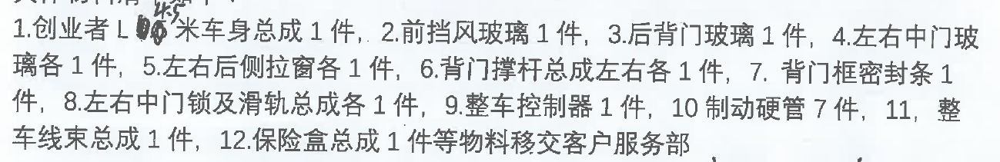 4.5
1.创业者L 米车身总成1件，2.前挡风玻璃1件，3.后背门玻璃1件，4.左右中门玻
璃各1件，5.左右后侧拉窗各1件，6.背门撑杆总成左右各1件，7. 背门框密封条1
件，8.左右中门锁及滑轨总成各1件，9.整车控制器1件，10制动硬管7件，11，整
车线束总成1件，12.保险盒总成1件等物料移交客户服务部